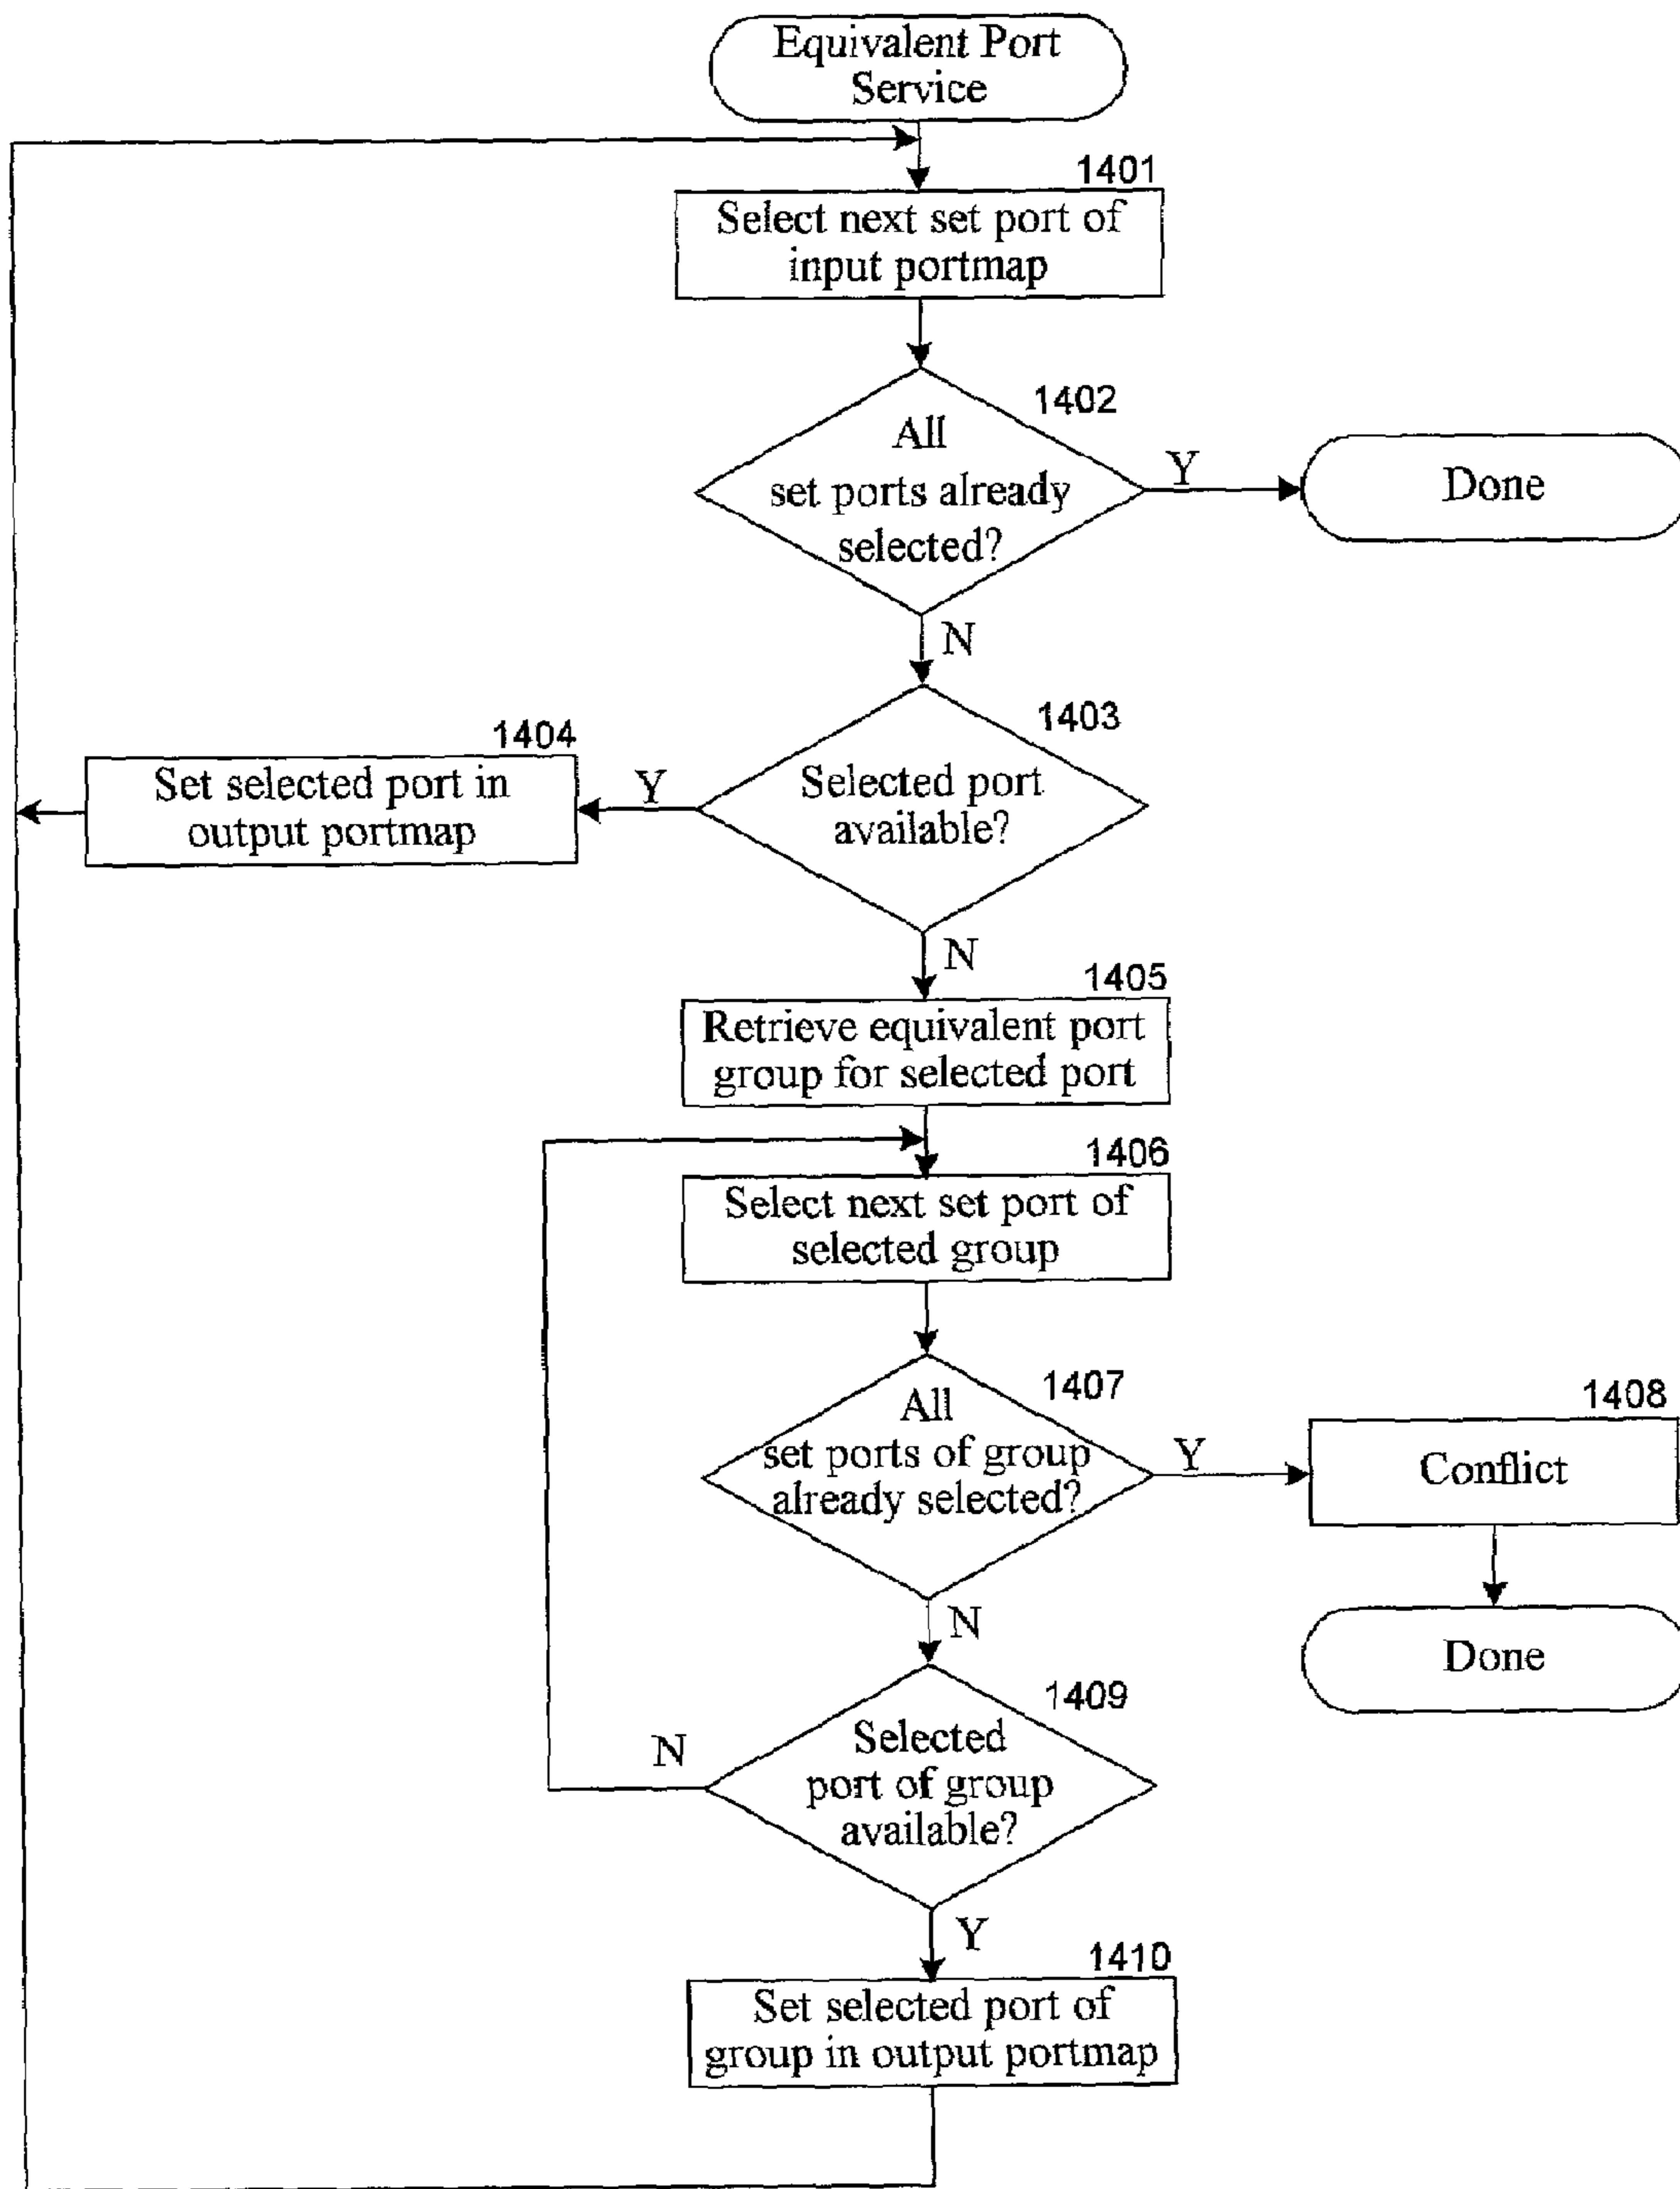 Equivalent Port
Service
1401
Select next set port of
input portmap
1402
All
set ports already
selected?
Y
Done
N
1403
Selected port
available?
Y
1404
Set selected port in
output portmap
N
1405
Retrieve equivalent port
group for selected port
1406
Select next set port of
selected group
1407
All
set ports of group
already selected?
Y
1408
Conflict
Done
N
1409
Selected
port of group
available?
N
Y
1410
Set selected port of
group in output portmap